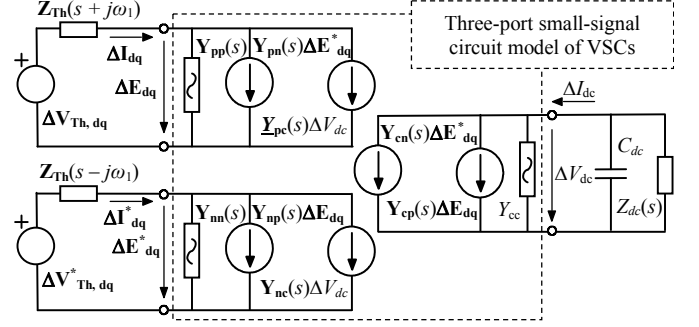 Z_Th(s+jω₁)
ΔI_dq
ΔE_dq
+
ΔV_Th, dq
Y_pp(s)
Y_pn(s)ΔE*_dq
Y_pc(s)ΔV_dc
Three-port small-signal
circuit model of VSCs
Z_Th(s−jω₁)
ΔI*_dq
ΔE*_dq
+
ΔV*_Th, dq
Y_nn(s)
Y_np(s)ΔE_dq
Y_nc(s)ΔV_dc
Y_cn(s)ΔE*_dq
Y_cp(s)ΔE_dq
Y_cc
ΔI_dc
ΔV_dc
C_dc
Z_dc(s)